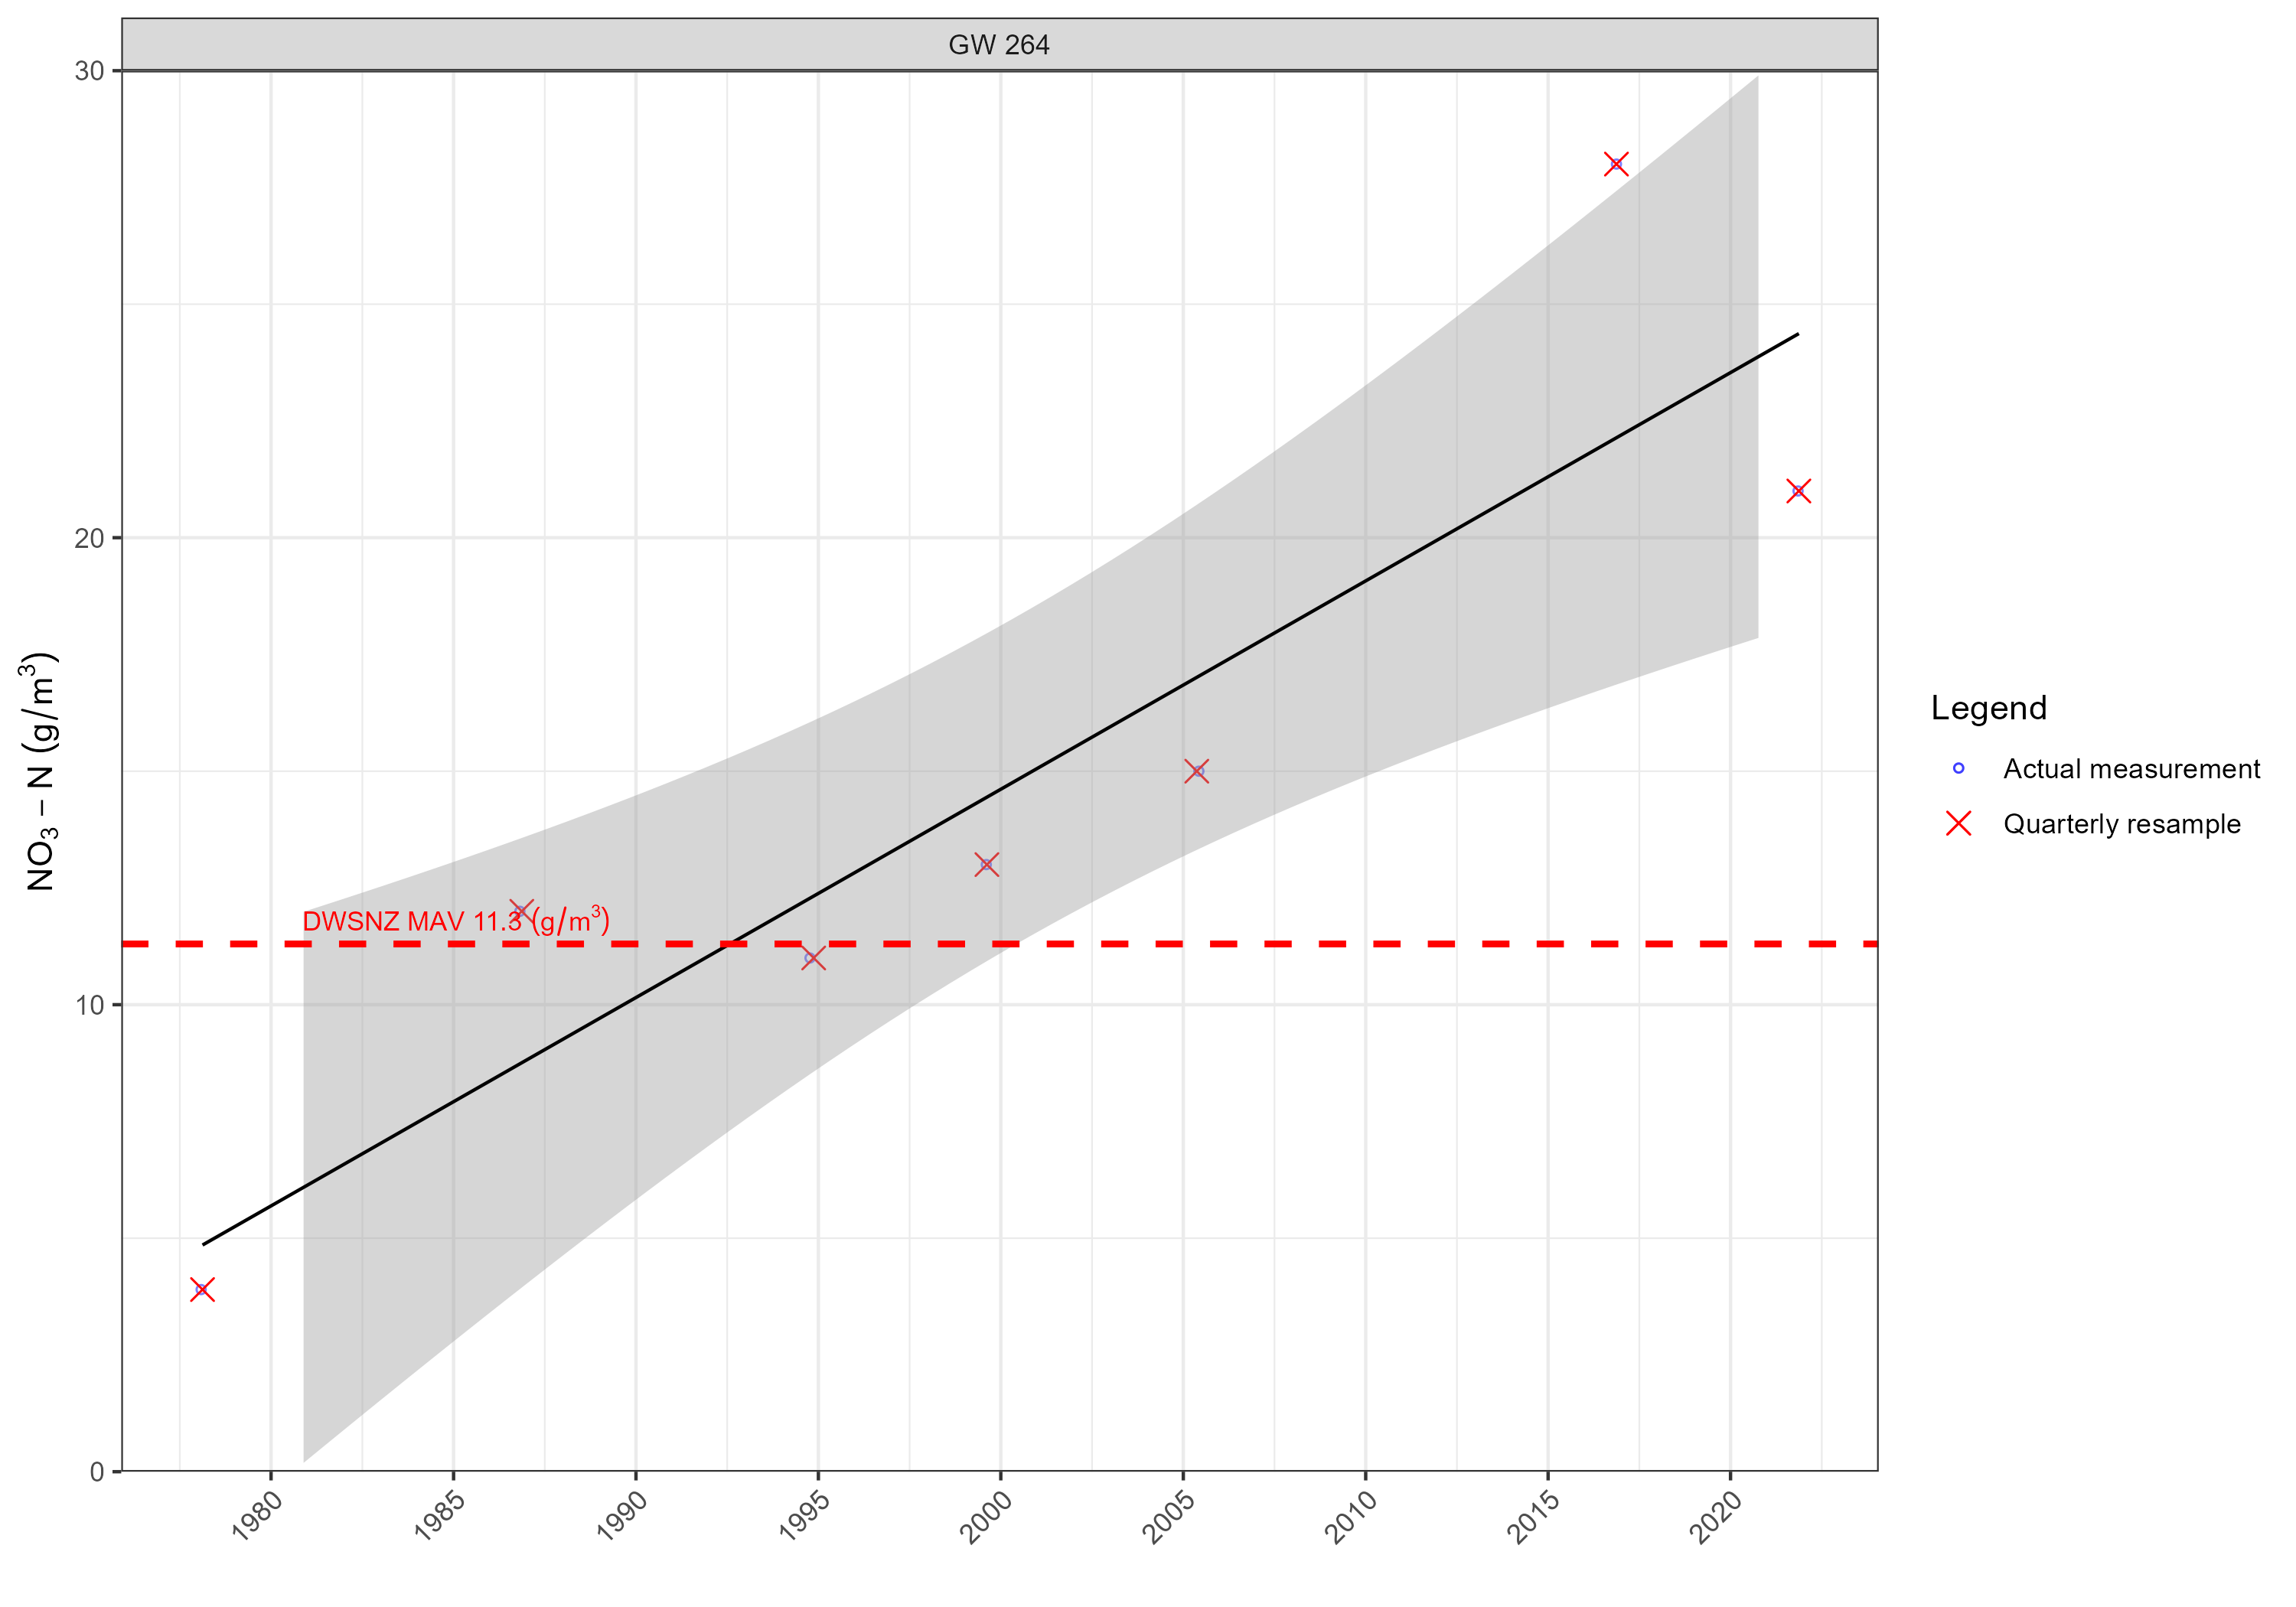 GW 264
30
20
10
0
NO₃ – N (g/m³)
DWSNZ MAV 11.3 (g/m³)
1980
1985
1990
1995
2000
2005
2010
2015
2020
Legend
Actual measurement
Quarterly resample